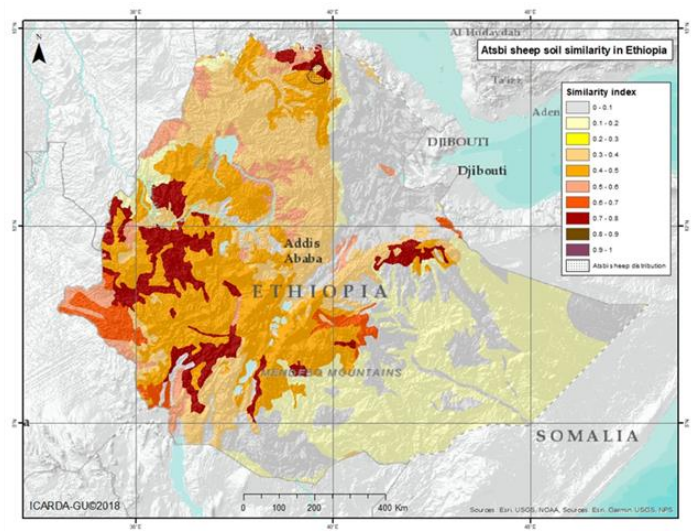 Al Hodaydah
N
Atsbi sheep soil similarity in Ethiopia
Ta'izz
Similarity index
0 - 0.1
0.1 - 0.2
0.2 - 0.3
0.3 - 0.4
0.4 - 0.5
0.5 - 0.6
0.6 - 0.7
0.7 - 0.8
0.8 - 0.9
0.9 - 1
Atsbi sheep distribution
Aden
DJIBOUTI
Djibouti
Addis
Ababa
ETHIOPIA
MENDEBO MOUNTAINS
SOMALIA
ICARDA-GU©2018
0 100 200 400 Km
Sources: Esri, USGS, NOAA, Sources: Esri, Garmin, USGS, NPS